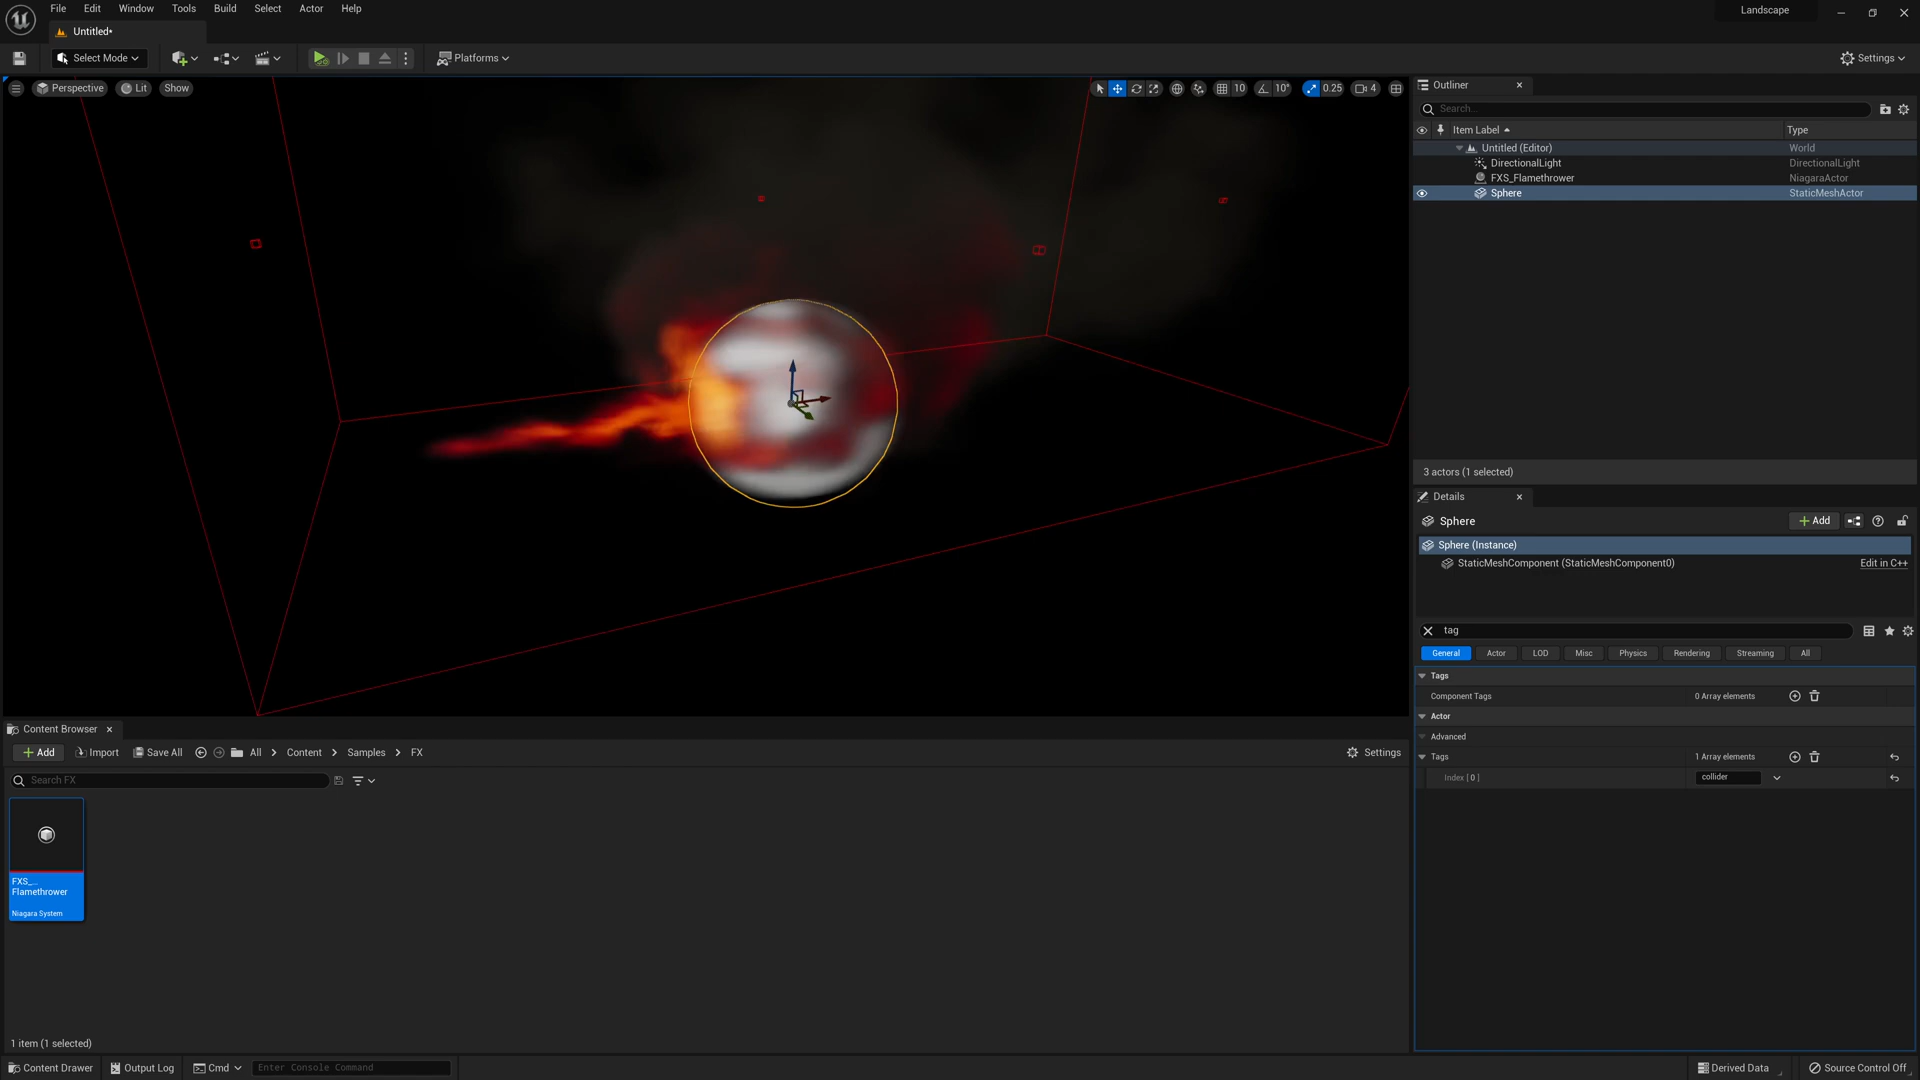 File Edit Window Tools Build Select Actor Help
Landscape
Untitled*
Select Mode
Platforms
Settings
Perspective
Lit
Show
10
10°
0.25
4
Outliner
Search...
Item Label
Type
Untitled (Editor)
World
DirectionalLight
DirectionalLight
FXS_Flamethrower
NiagaraActor
Sphere
StaticMeshActor
3 actors (1 selected)
Details
Sphere
Add
Sphere (Instance)
StaticMeshComponent (StaticMeshComponent0)
Edit in C++
tag
General
Actor
LOD
Misc
Physics
Rendering
Streaming
All
Tags
Component Tags
0 Array elements
Actor
Advanced
Tags
1 Array elements
Index [ 0 ]
collider
Content Browser
Add
Import
Save All
All
Content
Samples
FX
Settings
Search FX
FXS_...
Flamethrower
Niagara System
1 item (1 selected)
Content Drawer
Output Log
Cmd
Enter Console Command
Derived Data
Source Control Off